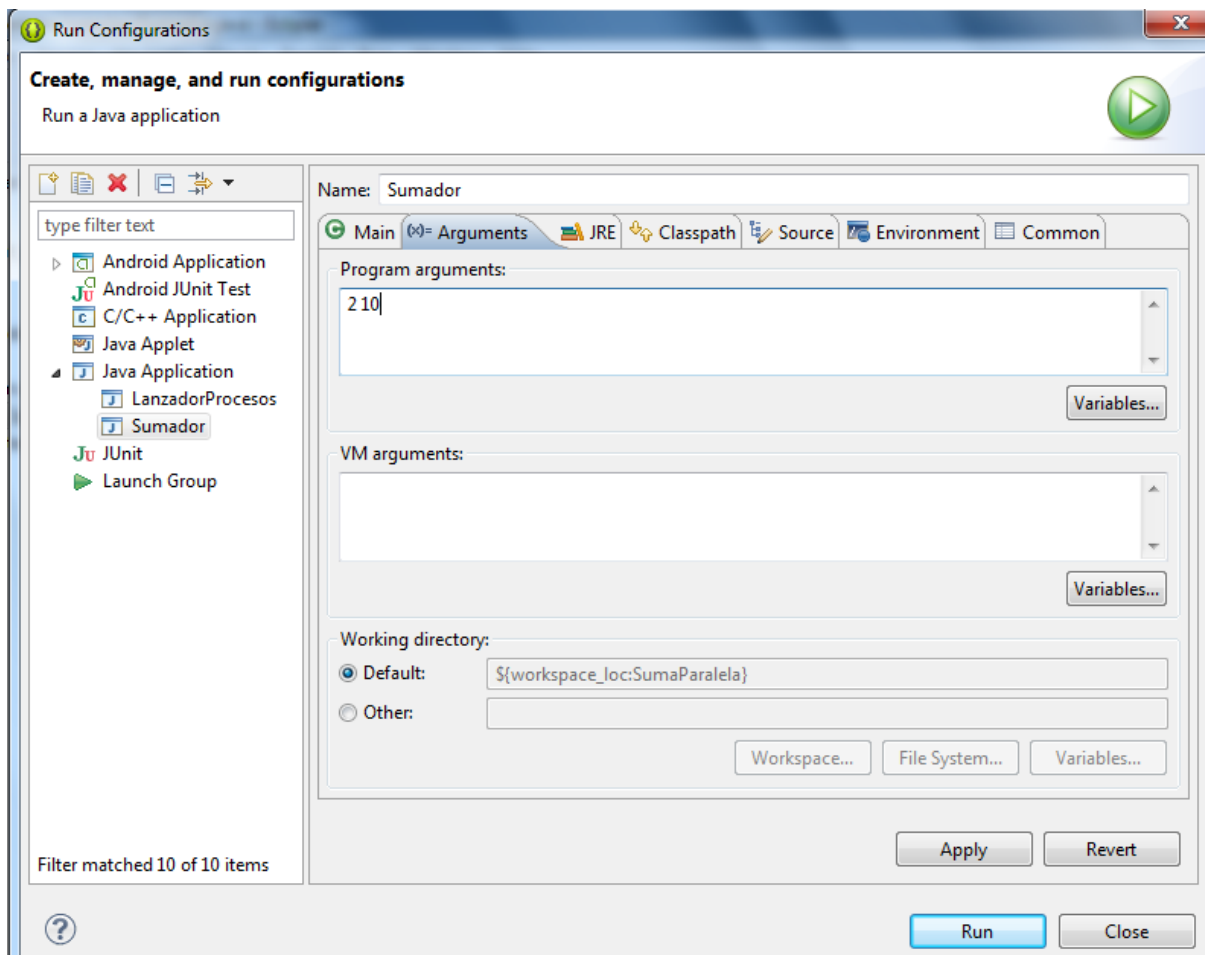 Run Configurations
Create, manage, and run configurations
Run a Java application
type filter text
Android Application
Android JUnit Test
C/C++ Application
Java Applet
Java Application
LanzadorProcesos
Sumador
JUnit
Launch Group
Filter matched 10 of 10 items
Name: Sumador
Main (x)= Arguments JRE Classpath Source Environment Common
Program arguments:
2 10
Variables...
VM arguments:
Variables...
Working directory:
Default: ${workspace_loc:SumaParalela}
Other:
Workspace... File System... Variables...
Apply Revert
Run Close